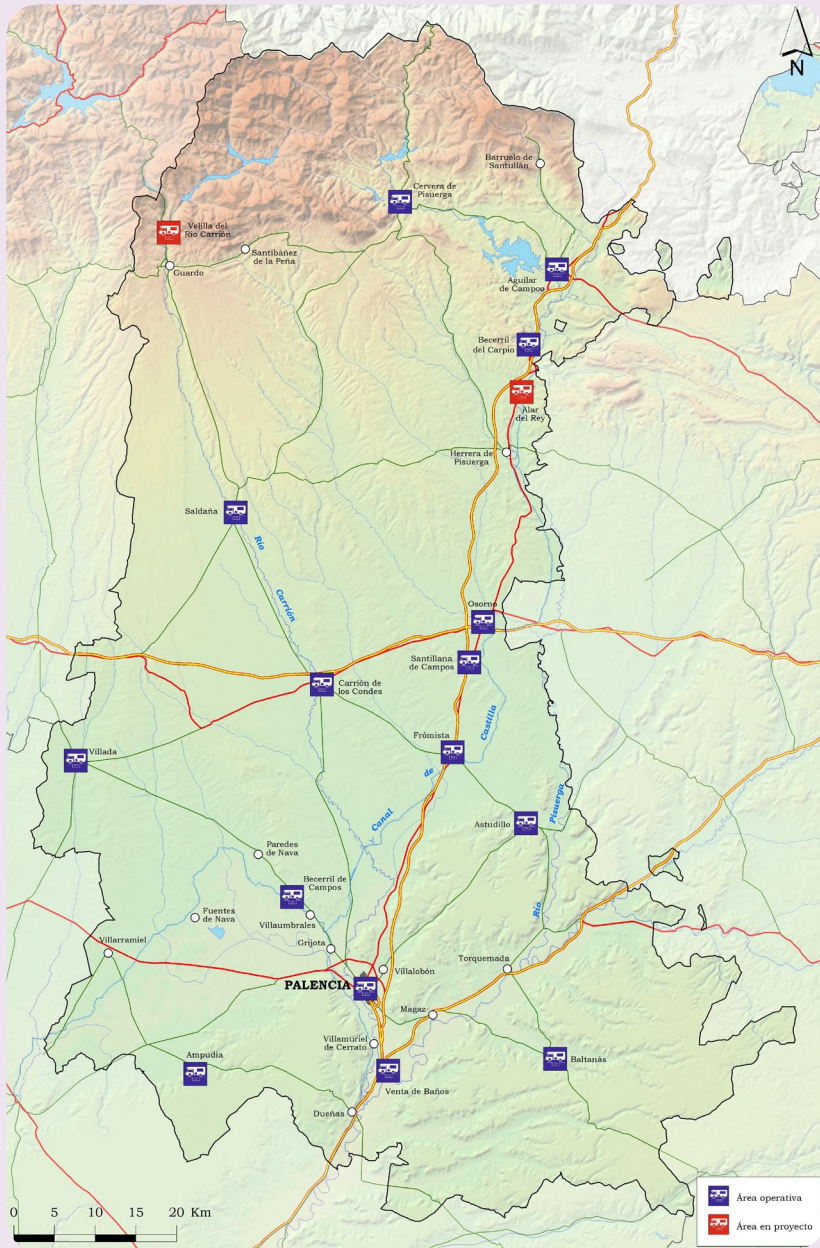 N
Barruelo de
Santullán
Cervera de
Pisuerga
Velilla del
Río Carrión
Santibáñez
de la Peña
Guardo
Aguilar
de Campoo
Becerril
del Carpio
Alar
del Rey
Herrera de
Pisuerga
Saldaña
Río
Carrión
Osorno
Santillana
de Campos
Carrión de
los Condes
Castilla
Frómista
Villada
de
Canal
Pisuerga
Astudillo
Paredes
de Nava
Becerril de
Campos
Río
Fuentes
de Nava
Villaumbrales
Grijota
Villarramiel
Villalobón
Torquemada
PALENCIA
Magaz
Villamuriel
de Cerrato
Ampudia
Baltanás
Venta de Baños
Dueñas
Área operativa
Área en proyecto
0 5 10 15 20 Km